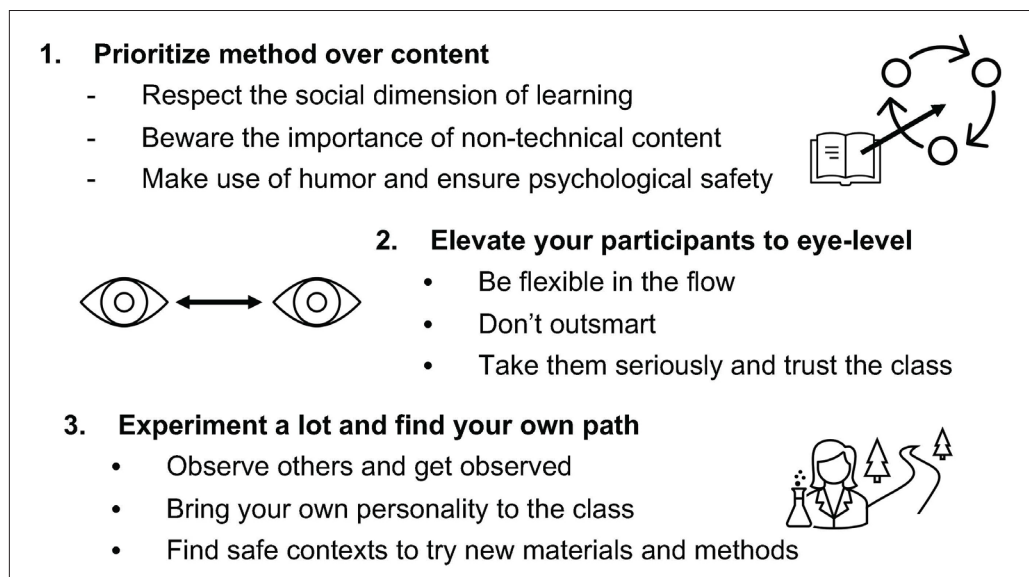 1. Prioritize method over content
- Respect the social dimension of learning
- Beware the importance of non-technical content
- Make use of humor and ensure psychological safety
2. Elevate your participants to eye-level
• Be flexible in the flow
• Don’t outsmart
• Take them seriously and trust the class
3. Experiment a lot and find your own path
• Observe others and get observed
• Bring your own personality to the class
• Find safe contexts to try new materials and methods